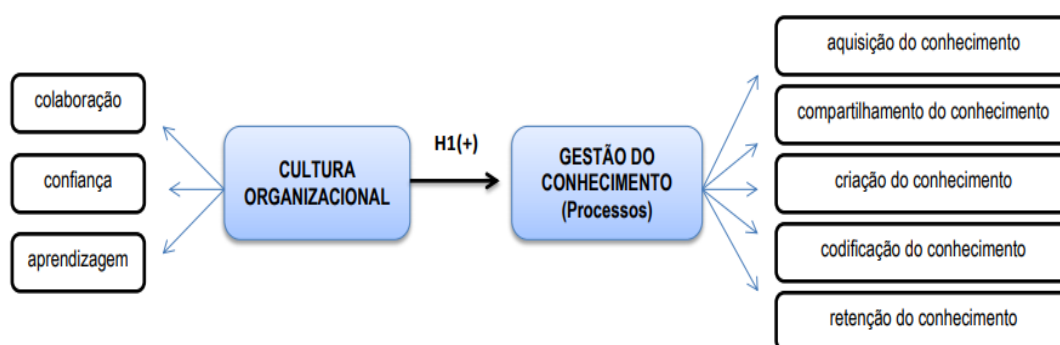 colaboração
confiança
aprendizagem
CULTURA
ORGANIZACIONAL
H1(+)
GESTÃO DO
CONHECIMENTO
(Processos)
aquisição do conhecimento
compartilhamento do conhecimento
criação do conhecimento
codificação do conhecimento
retenção do conhecimento